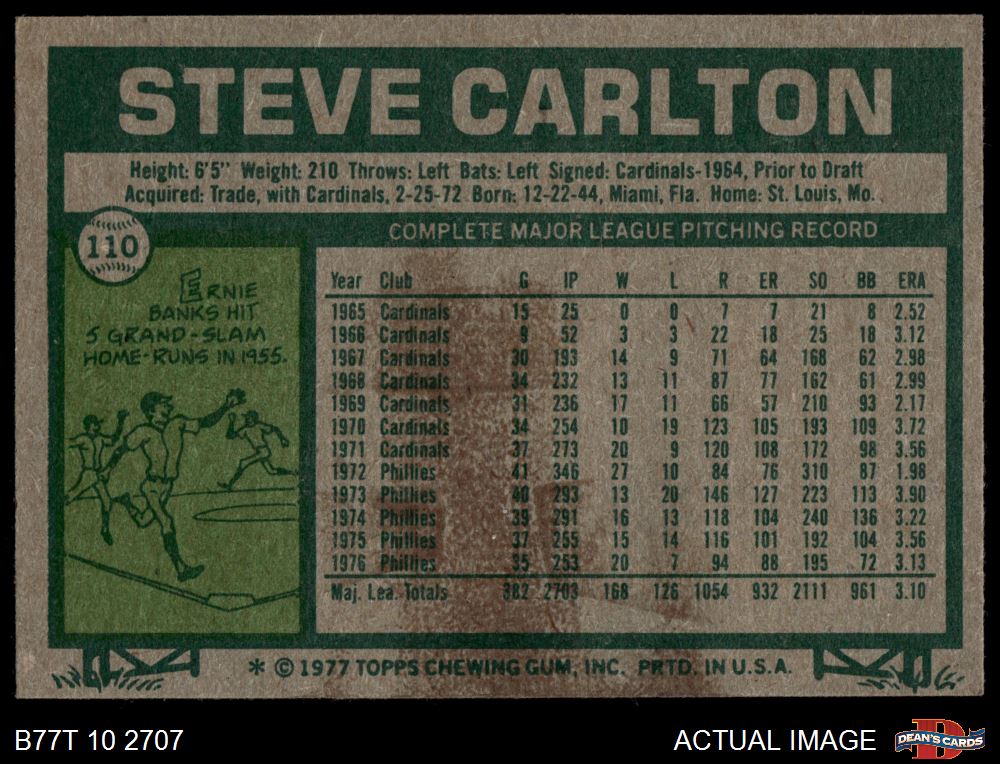 STEVE CARLTON
Height: 6'5" Weight: 210 Throws: Left Bats: Left Signed: Cardinals-1964, Prior to Draft
Acquired: Trade, with Cardinals, 2-25-72 Born: 12-22-44, Miami, Fla. Home: St. Louis, Mo.
110
ERNIE
BANKS HIT
5 GRAND-SLAM
HOME-RUNS IN 1955.
COMPLETE MAJOR LEAGUE PITCHING RECORD
Year Club G IP W L R ER SO BB ERA
1965 Cardinals 15 25 0 0 7 7 21 8 2.52
1966 Cardinals 9 52 3 3 22 18 25 18 3.12
1967 Cardinals 30 193 14 9 71 64 168 62 2.98
1968 Cardinals 34 232 13 11 87 77 162 61 2.99
1969 Cardinals 31 236 17 11 66 57 210 93 2.17
1970 Cardinals 34 254 10 19 123 105 193 109 3.72
1971 Cardinals 37 273 20 9 120 108 172 98 3.56
1972 Phillies 41 346 27 10 84 76 310 87 1.98
1973 Phillies 40 293 13 20 146 127 223 113 3.90
1974 Phillies 39 291 16 13 118 104 240 136 3.22
1975 Phillies 37 255 15 14 116 101 192 104 3.56
1976 Phillies 35 253 20 7 94 88 195 72 3.13
Maj. Lea. Totals 382 2703 168 126 1054 932 2111 961 3.10
* © 1977 TOPPS CHEWING GUM, INC. PRTD. IN U.S.A.
B77T 10 2707
ACTUAL IMAGE
D
DEAN'S CARDS